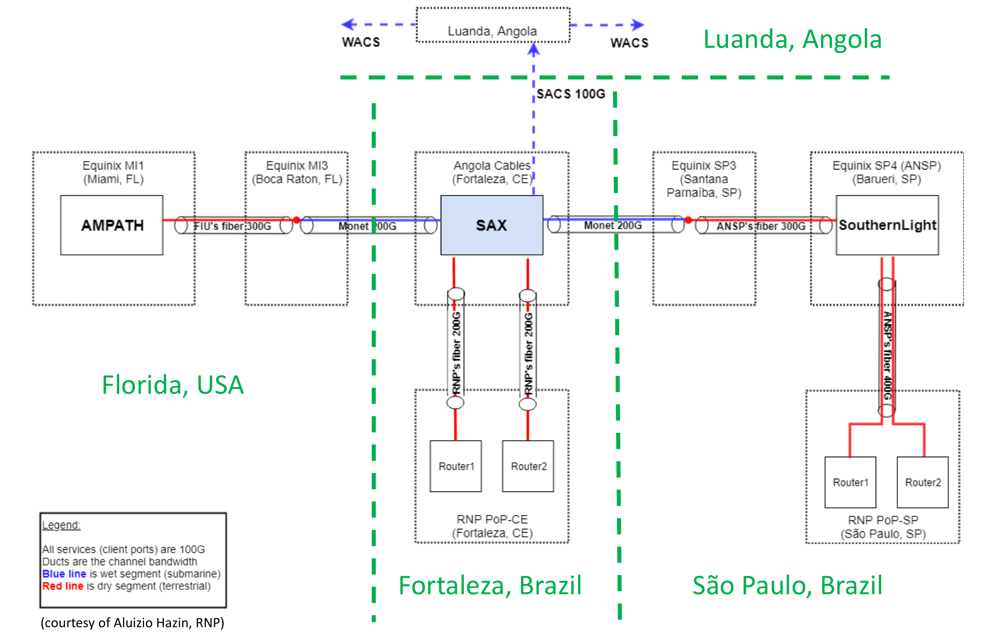 Luanda, Angola
WACS
WACS
Luanda, Angola
SACS 100G
Equinix MI1
(Miami, FL)
AMPATH
FIU's fiber 300G
Equinix MI3
(Boca Raton, FL)
Monet 200G
Angola Cables
(Fortaleza, CE)
SAX
Monet 200G
Equinix SP3
(Santana
Parnaíba, SP)
ANSP's fiber 300G
Equinix SP4 (ANSP)
(Barueri, SP)
SouthernLight
RNP's fiber 200G
RNP's fiber 200G
ANSP's fiber 400G
Florida, USA
Router1
Router2
RNP PoP-CE
(Fortaleza, CE)
Router1
Router2
RNP PoP-SP
(São Paulo, SP)
Fortaleza, Brazil
São Paulo, Brazil
Legend:
All services (client ports) are 100G
Ducts are the channel bandwidth
Blue line is wet segment (submarine)
Red line is dry segment (terrestrial)
(courtesy of Aluizio Hazin, RNP)